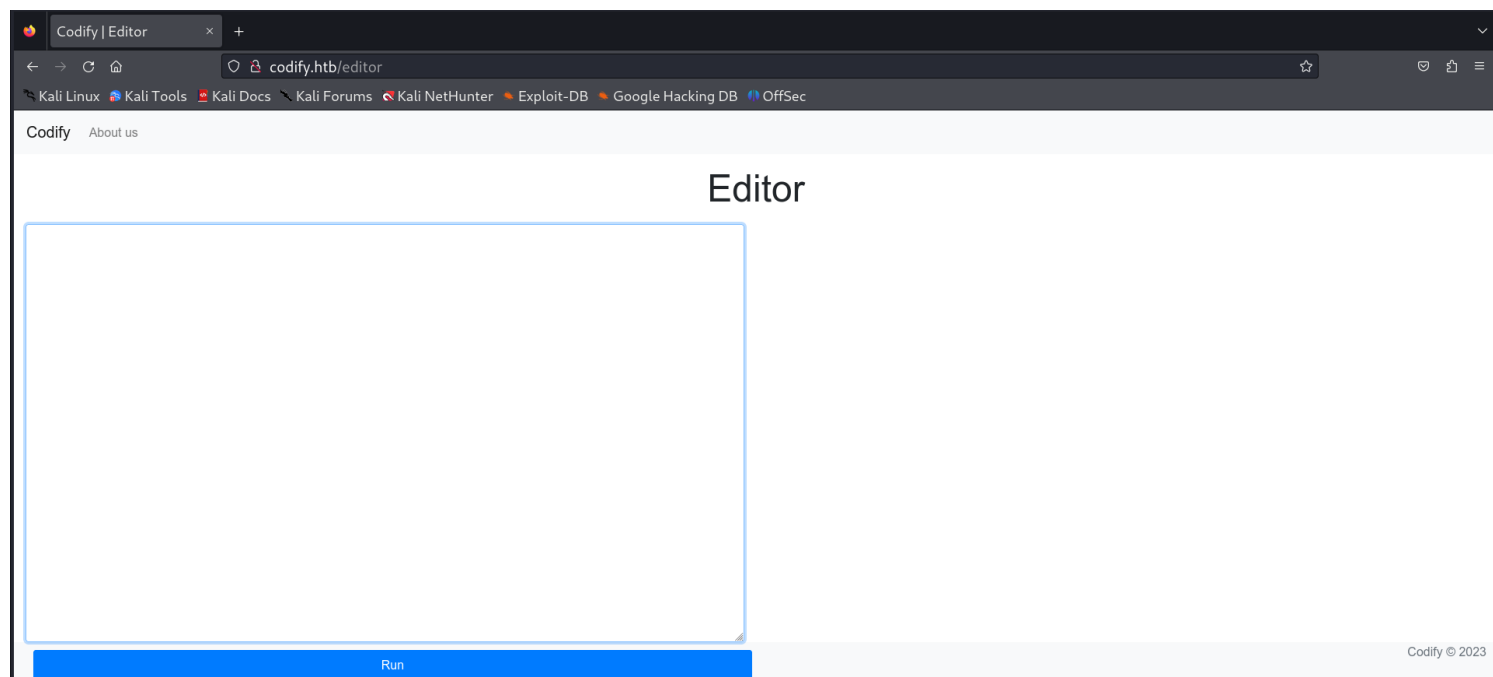 Codify | Editor × +
codify.htb/editor
Kali Linux Kali Tools Kali Docs Kali Forums Kali NetHunter Exploit-DB Google Hacking DB OffSec
Codify About us
Editor
Run
Codify © 2023